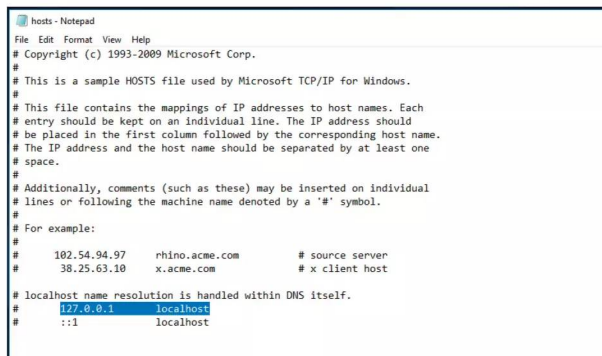 hosts - Notepad
File Edit Format View Help
# Copyright (c) 1993-2009 Microsoft Corp.
#
# This is a sample HOSTS file used by Microsoft TCP/IP for Windows.
#
# This file contains the mappings of IP addresses to host names. Each
# entry should be kept on an individual line. The IP address should
# be placed in the first column followed by the corresponding host name.
# The IP address and the host name should be separated by at least one
# space.
#
# Additionally, comments (such as these) may be inserted on individual
# lines or following the machine name denoted by a '#' symbol.
#
# For example:
#
#      102.54.94.97     rhino.acme.com          # source server
#       38.25.63.10     x.acme.com              # x client host

# localhost name resolution is handled within DNS itself.
#       127.0.0.1       localhost
#       ::1             localhost